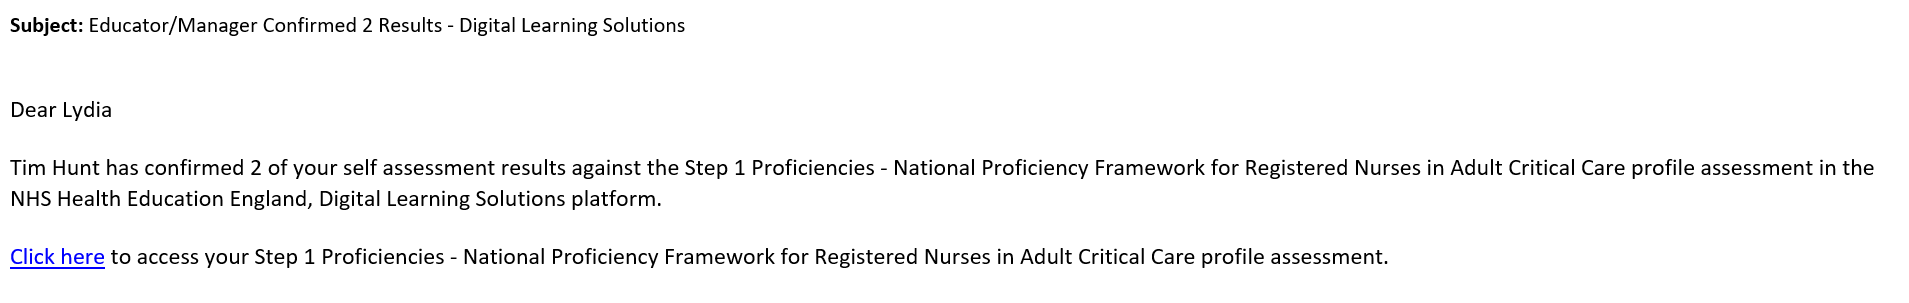 Subject: Educator/Manager Confirmed 2 Results - Digital Learning Solutions
Dear Lydia
Tim Hunt has confirmed 2 of your self assessment results against the Step 1 Proficiencies - National Proficiency Framework for Registered Nurses in Adult Critical Care profile assessment in the
NHS Health Education England, Digital Learning Solutions platform.
Click here to access your Step 1 Proficiencies - National Proficiency Framework for Registered Nurses in Adult Critical Care profile assessment.